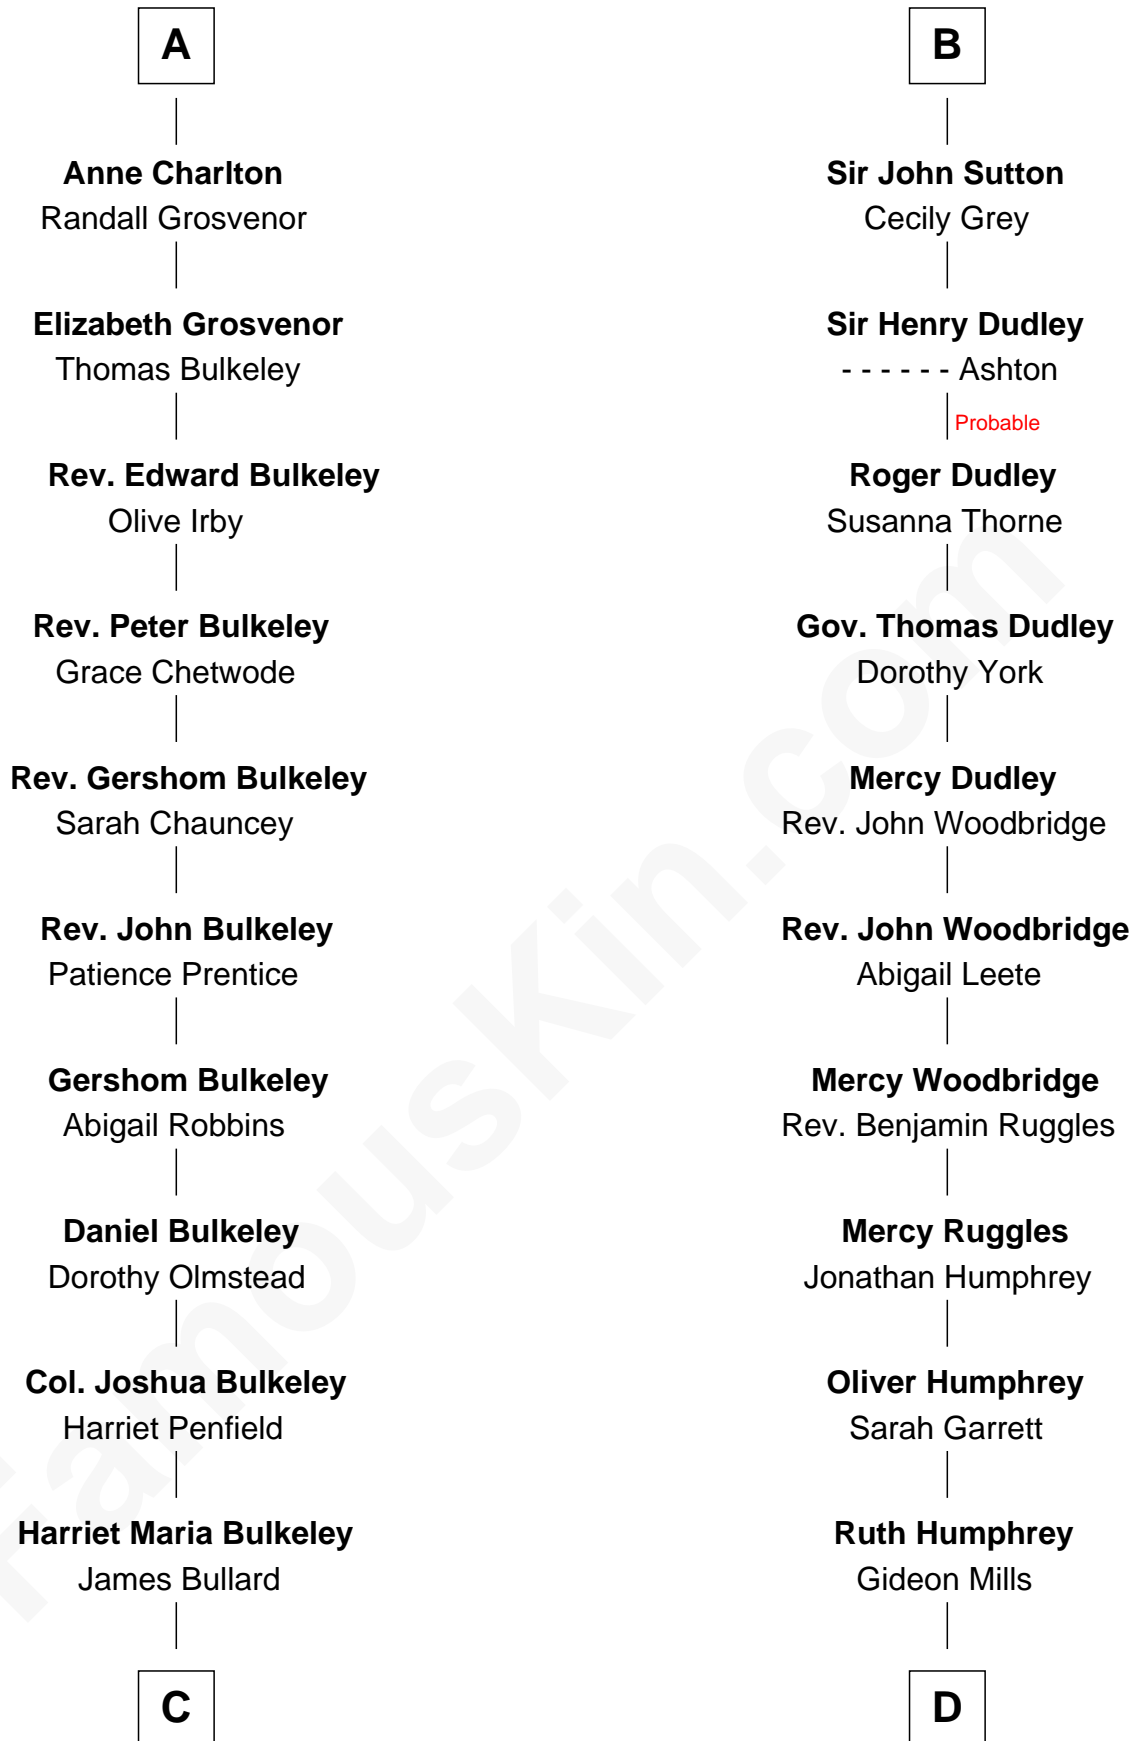 A
Anne Charlton
Randall Grosvenor
Elizabeth Grosvenor
Thomas Bulkeley
Rev. Edward Bulkeley
Olive Irby
Rev. Peter Bulkeley
Grace Chetwode
Rev. Gershom Bulkeley
Sarah Chauncey
Rev. John Bulkeley
Patience Prentice
Gershom Bulkeley
Abigail Robbins
Daniel Bulkeley
Dorothy Olmstead
Col. Joshua Bulkeley
Harriet Penfield
Harriet Maria Bulkeley
James Bullard
C
B
Sir John Sutton
Cecily Grey
Sir Henry Dudley
- - - - - - Ashton
Probable
Roger Dudley
Susanna Thorne
Gov. Thomas Dudley
Dorothy York
Mercy Dudley
Rev. John Woodbridge
Rev. John Woodbridge
Abigail Leete
Mercy Woodbridge
Rev. Benjamin Ruggles
Mercy Ruggles
Jonathan Humphrey
Oliver Humphrey
Sarah Garrett
Ruth Humphrey
Gideon Mills
D
FamousKin.com